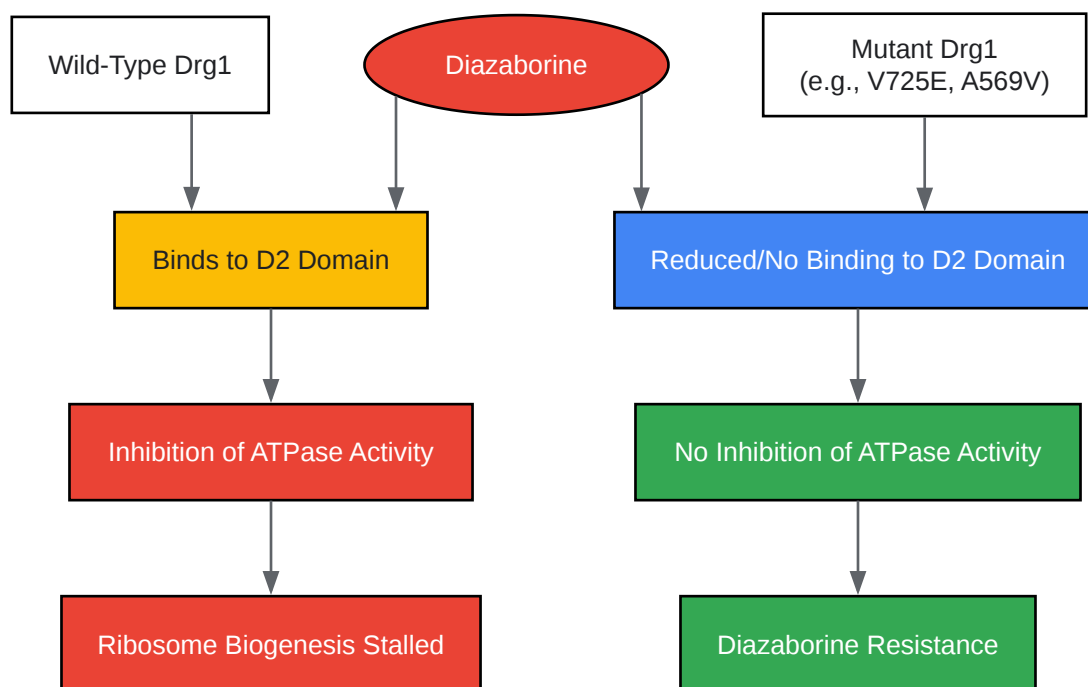 Wild-Type Drg1
Diazaborine
Mutant Drg1
(e.g., V725E, A569V)
Binds to D2 Domain
Reduced/No Binding to D2 Domain
Inhibition of ATPase Activity
No Inhibition of ATPase Activity
Ribosome Biogenesis Stalled
Diazaborine Resistance